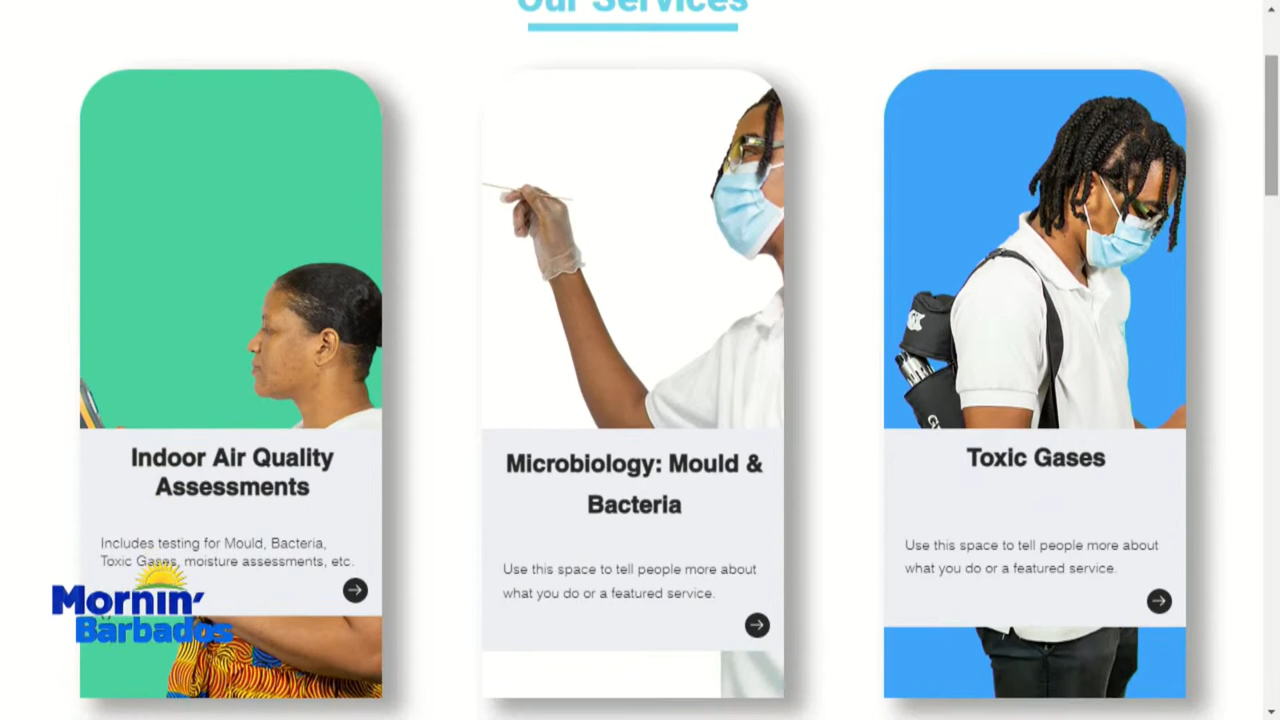 Our Services
Indoor Air Quality
Assessments
Includes testing for Mould, Bacteria,
Toxic Gases, moisture assessments, etc.
Microbiology: Mould &
Bacteria
Use this space to tell people more about
what you do or a featured service.
Toxic Gases
Use this space to tell people more about
what you do or a featured service.
Mornin'
Barbados